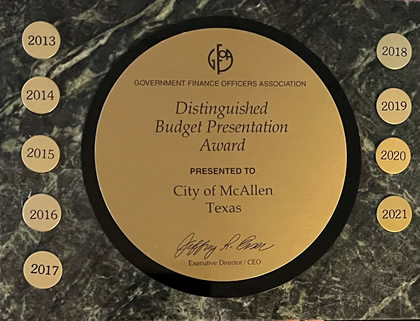 2013
2014
2015
2016
2017
GFOA
GOVERNMENT FINANCE OFFICERS ASSOCIATION
Distinguished
Budget Presentation
Award
PRESENTED TO
City of McAllen
Texas
Executive Director / CEO
2018
2019
2020
2021